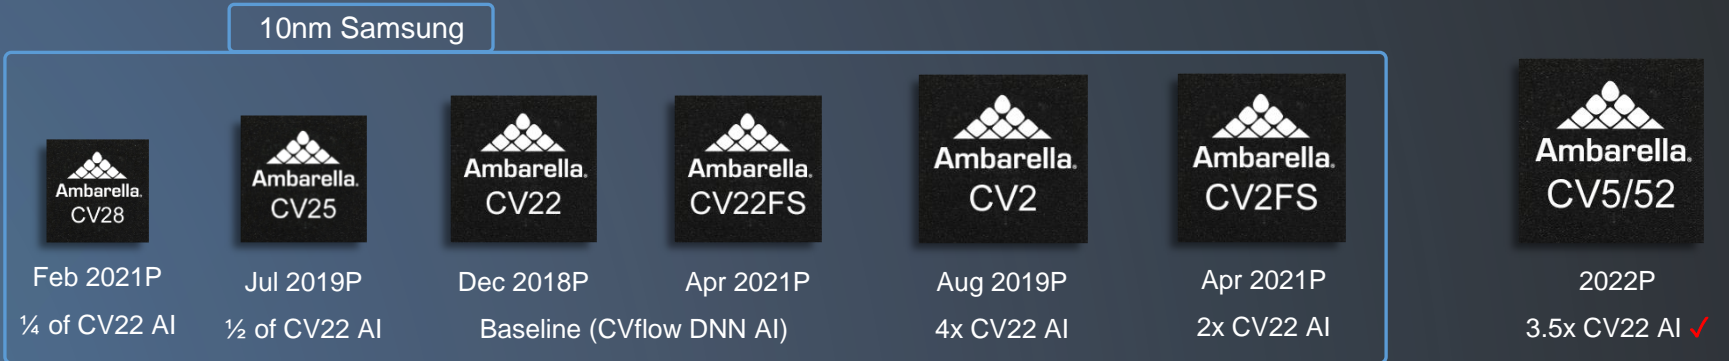 10nm Samsung
Ambarella.
CV28
Feb 2021P
¼ of CV22 AI
Ambarella.
CV25
Jul 2019P
½ of CV22 AI
Ambarella.
CV22
Dec 2018P
Ambarella.
CV22FS
Apr 2021P
Baseline (CVflow DNN AI)
Ambarella.
CV2
Aug 2019P
4x CV22 AI
Ambarella.
CV2FS
Apr 2021P
2x CV22 AI
Ambarella.
CV5/52
2022P
3.5x CV22 AI ✓